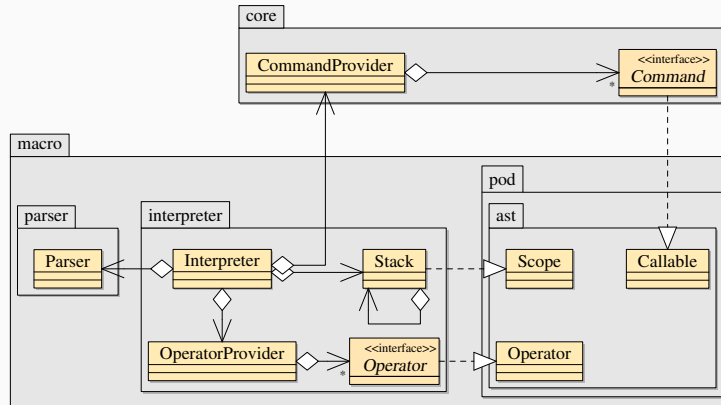 core
CommandProvider
<<interface>>
Command
*
macro
pod
parser
interpreter
ast
Parser
Interpreter
Stack
Scope
Callable
OperatorProvider
<<interface>>
Operator
*
Operator